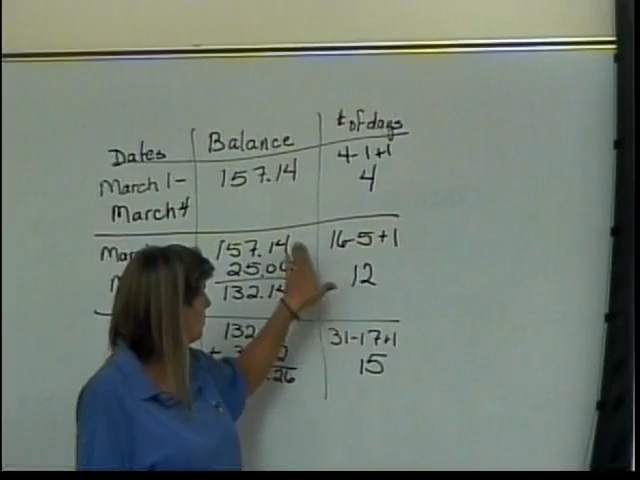 Dates Balance # of days
March 1- 157.14 4-1+1
March 4 4
157.14 16-5+1
25.00 12
132.14
132 31-17+1
+ 15
.26